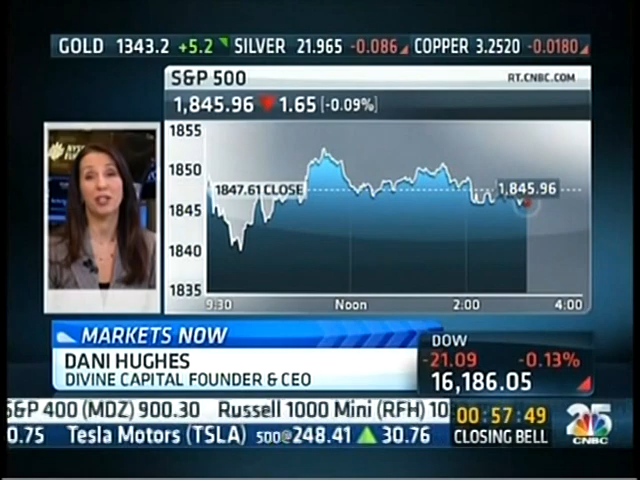 GOLD 1343.2 +5.2 SILVER 21.965 -0.086 COPPER 3.2520 -0.0180
S&P 500 RT.CNBC.COM
1,845.96 ▼ 1.65 [-0.09%]
1855
1850
1847.61 CLOSE 1,845.96
1845
1840
1835
9:30 Noon 2:00 4:00
MARKETS NOW
DANI HUGHES
DIVINE CAPITAL FOUNDER & CEO
DOW
-21.09 -0.13%
16,186.05
S&P 400 (MDZ) 900.30 Russell 1000 Mini (RFH) 10
0.75 Tesla Motors (TSLA) 500@248.41 ▲ 30.76
00:57:49
CLOSING BELL
25
CNBC